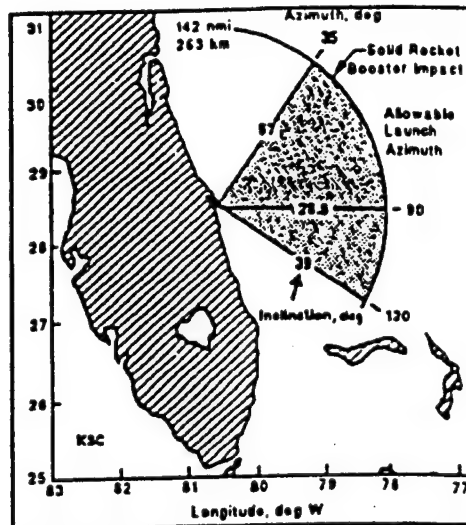 31
142 nmi
263 km
Azimuth, deg
35
Solid Rocket
Booster Impact
30
57
Allowable
Launch
Azimuth
29
28.5
90
28
39
Inclination, deg
120
27
26
KSC
25
83 82 81 80 79 78 77
Longitude, deg W